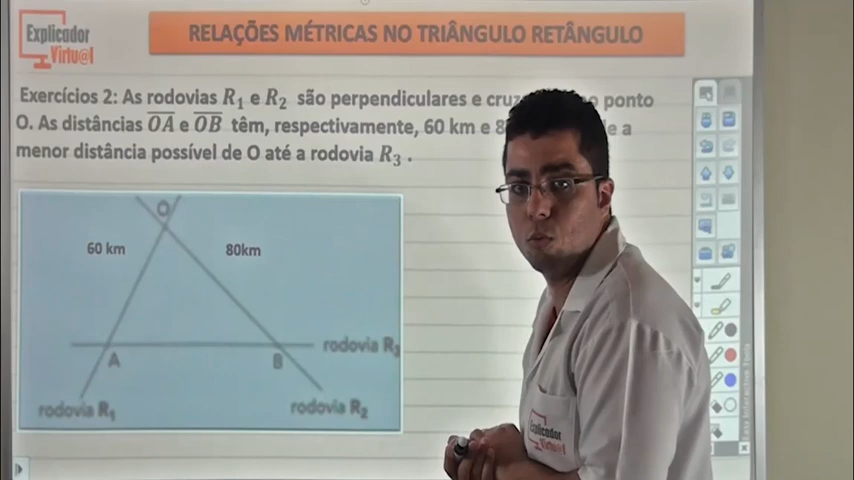 Explicador
Virtu@l
RELAÇÕES MÉTRICAS NO TRIÂNGULO RETÂNGULO
Exercícios 2: As rodovias R₁ e R₂ são perpendiculares e ponto
O. As distâncias OA e OB têm, respectivamente, 60 km e e a
menor distância possível de O até a rodovia R₃ .
O
60 km
80km
rodovia R₃
A
B
rodovia R₁
rodovia R₂
Explicador
Virtu@l